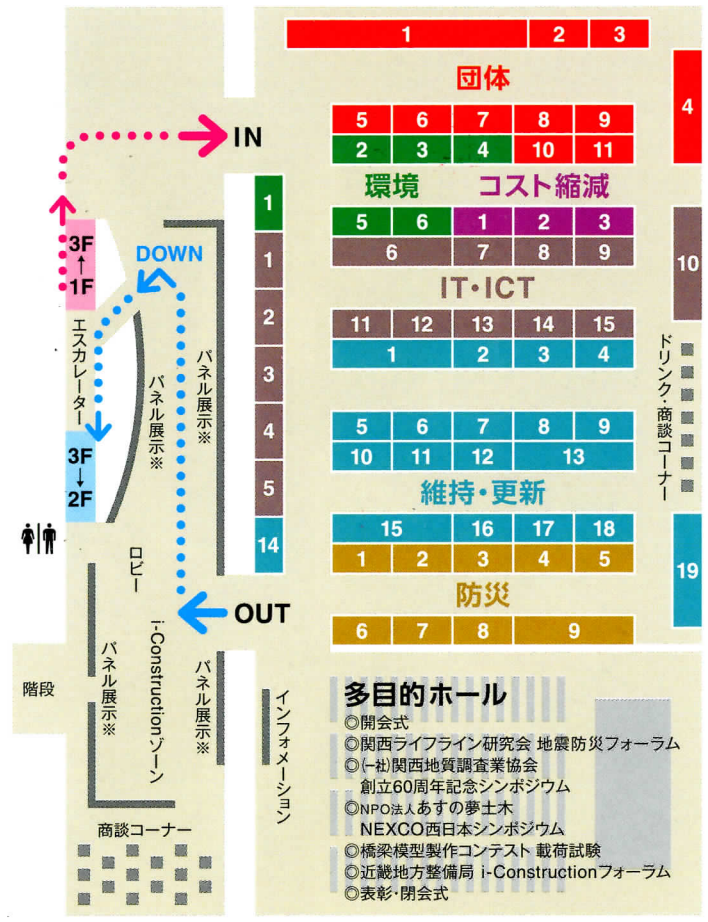 1 2 3
団体
4
5 6 7 8 9
2 3 4 10 11
IN
環境 コスト縮減
1
5 6 1 2 3
6 7 8 9
10
3F
↑
1F
DOWN
1
IT・ICT
2
11 12 13 14 15
1 2 3 4
エスカレーター
パネル展示※
パネル展示※
3
ドリンク・商談コーナー
4
5 6 7 8 9
10 11 12 13
3F
↓
2F
5
維持・更新
14
15 16 17 18
1 2 3 4 5
19
ロビー
防災
OUT
6 7 8 9
i-Constructionゾーン
パネル展示※
パネル展示※
階段
インフォメーション
商談コーナー
多目的ホール
◎開会式
◎関西ライフライン研究会 地震防災フォーラム
◎(一社)関西地質調査業協会
創立60周年記念シンポジウム
◎NPO法人あすの夢土木
NEXCO西日本シンポジウム
◎橋梁模型製作コンテスト 載荷試験
◎近畿地方整備局 i-Constructionフォーラム
◎表彰・閉会式